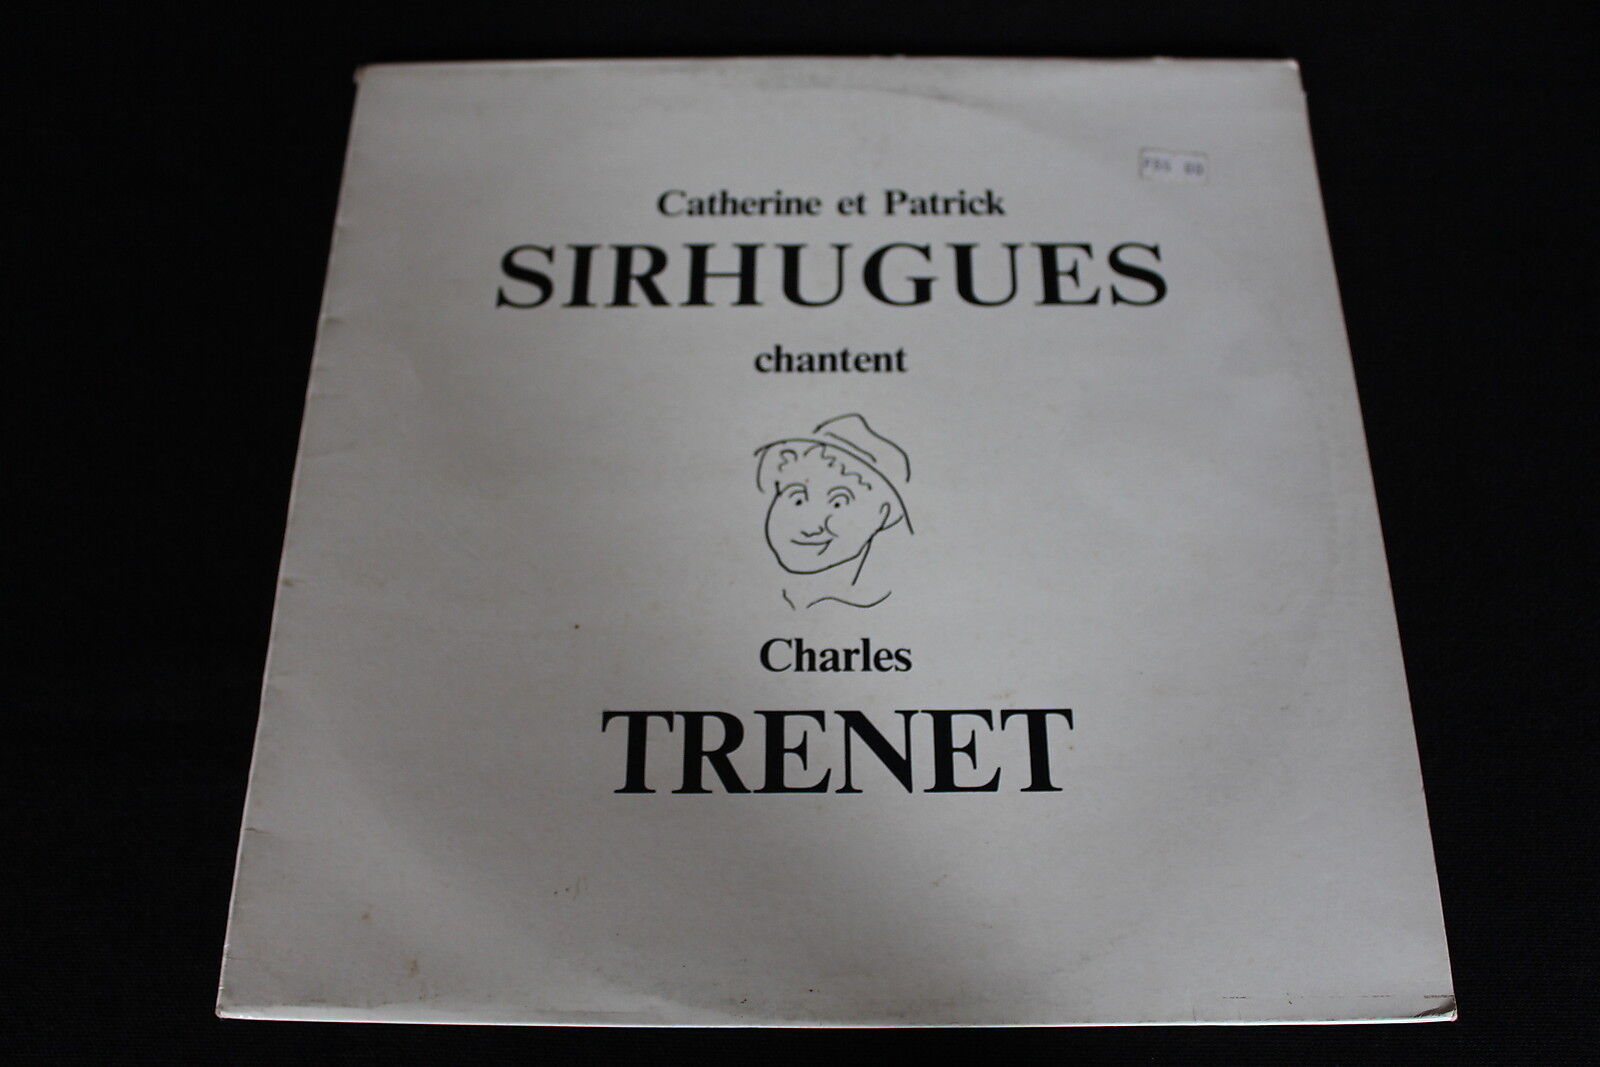 Catherine et Patrick
SIRHUGUES
chantent
Charles
TRENET